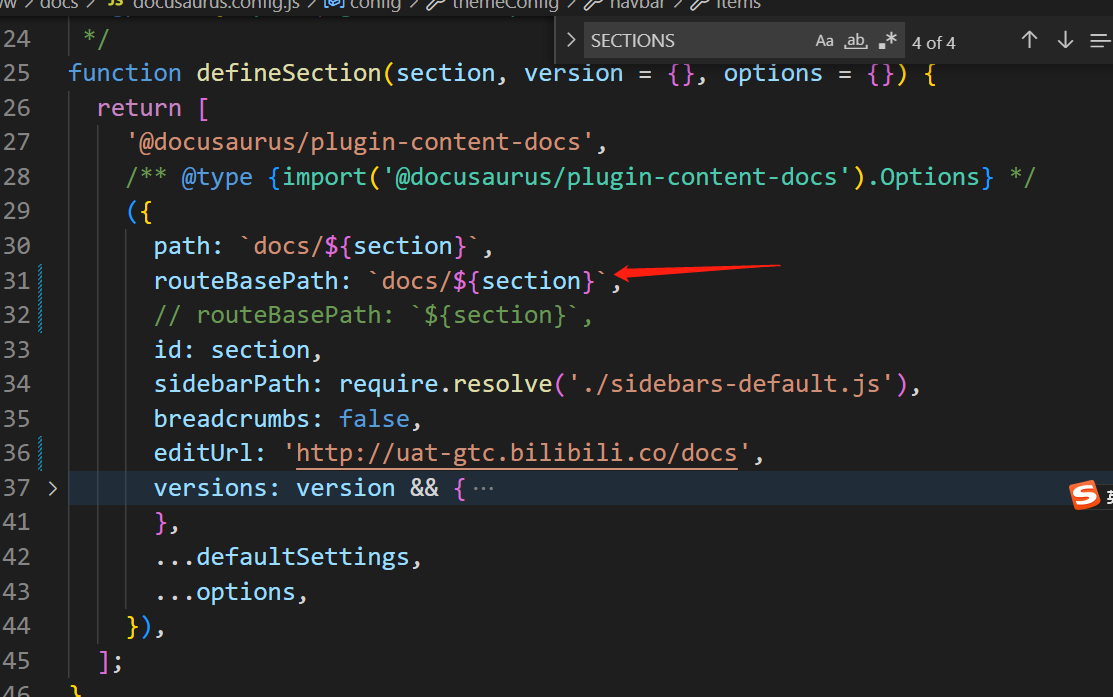 docs > JS docusaurus.config.js > config > themeConfig > navbar > items
SECTIONS Aa ab .* 4 of 4
24 */
25 function defineSection(section, version = {}, options = {}) {
26 return [
27 '@docusaurus/plugin-content-docs',
28 /** @type {import('@docusaurus/plugin-content-docs').Options} */
29 ({
30 path: `docs/${section}`,
31 routeBasePath: `docs/${section}`,
32 // routeBasePath: `${section}`,
33 id: section,
34 sidebarPath: require.resolve('./sidebars-default.js'),
35 breadcrumbs: false,
36 editUrl: 'http://uat-gtc.bilibili.co/docs',
37 > versions: version && { ···
S 英
41 },
42 ...defaultSettings,
43 ...options,
44 }),
45 ];
46 }